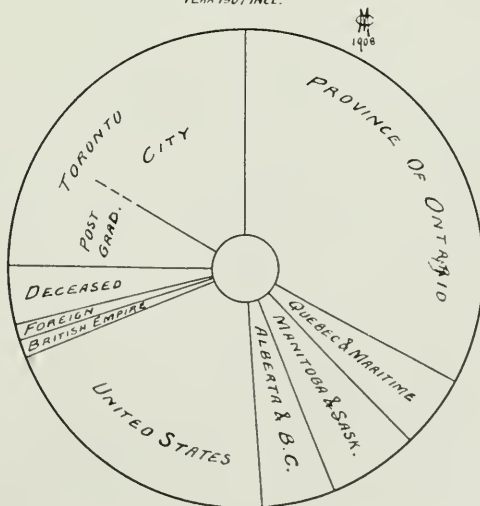 YEAR 1907 INCL.
1908
PROVINCE OF ONTARIO
TORONTO
CITY
POST
GRAD.
DECEASED
FOREIGN
BRITISH EMPIRE
UNITED STATES
ALBERTA & B.C.
MANITOBA & SASK.
QUEBEC & MARITIME